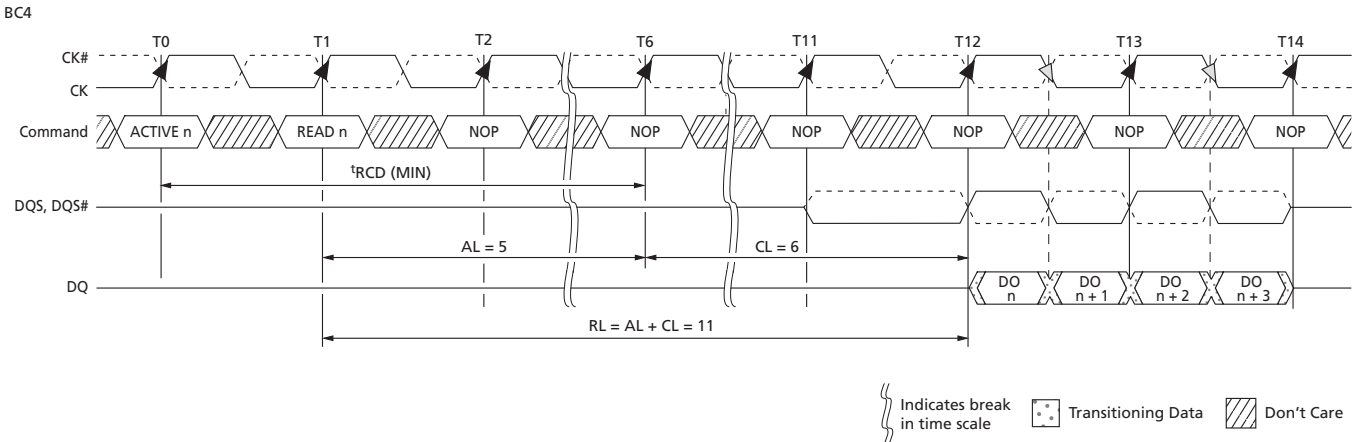 BC4
T0 T1 T2 T6 T11 T12 T13 T14
CK#
CK
Command ACTIVE n READ n NOP NOP NOP NOP NOP NOP
tRCD (MIN)
DQS, DQS#
AL = 5 CL = 6
DQ DO n DO n + 1 DO n + 2 DO n + 3
RL = AL + CL = 11
Indicates break
in time scale
Transitioning Data
Don't Care